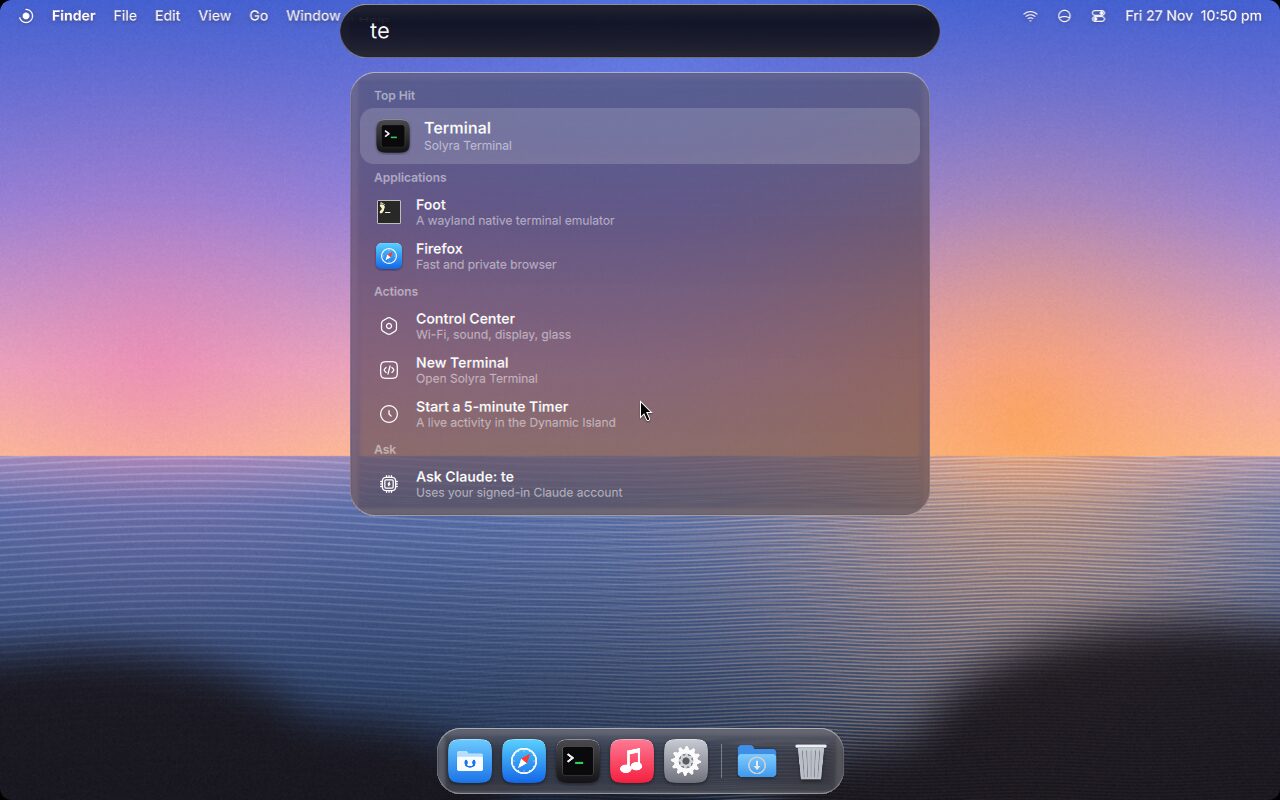 Finder File Edit View Go Window
te
Fri 27 Nov 10:50 pm
Top Hit
Terminal
Solyra Terminal
Applications
Foot
A wayland native terminal emulator
Firefox
Fast and private browser
Actions
Control Center
Wi-Fi, sound, display, glass
New Terminal
Open Solyra Terminal
Start a 5-minute Timer
A live activity in the Dynamic Island
Ask
Ask Claude: te
Uses your signed-in Claude account